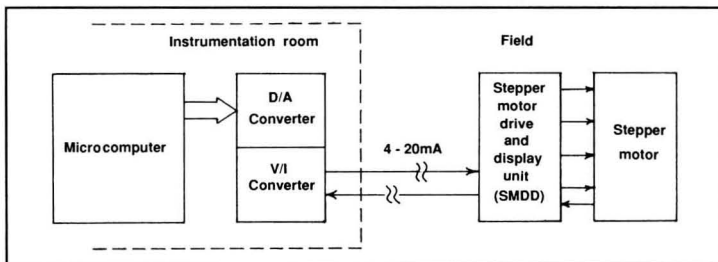 Instrumentation room
Field
Microcomputer
D/A
Converter
V/I
Converter
4 - 20mA
Stepper
motor
drive
and
display
unit
(SMDD)
Stepper
motor